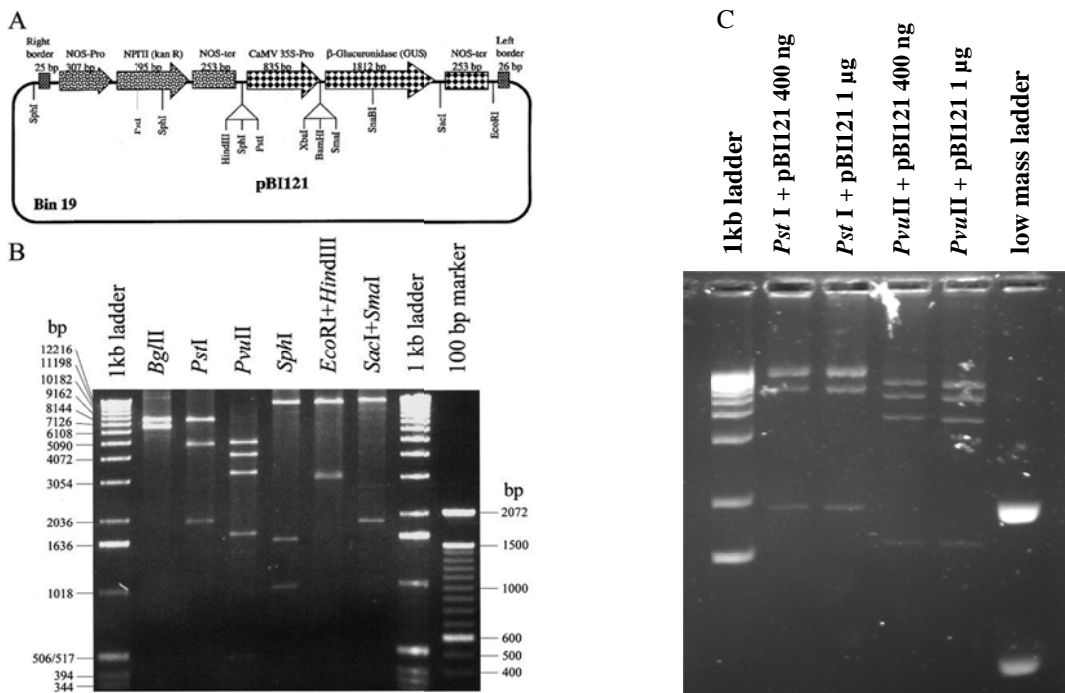 A
Right border 25 bp
NOS-Pro 307 bp
NPTII (kan R) 795 bp
NOS-ter 253 bp
CaMV 35S-Pro 835 bp
β-Glucuronidase (GUS) 1812 bp
NOS-ter 253 bp
Left border 26 bp
SphI
PstI
SphI
HindIII
SphI
PstI
XbaI
BamHI
SmaI
SnaBI
SacI
EcoRI
pBI121
Bin 19
B
bp
1kb ladder
BglII
PstI
PvuII
SphI
EcoRI+HindIII
SacI+SmaI
1 kb ladder
100 bp marker
12216
11198
10182
9162
8144
7126
6108
5090
4072
3054
2036
1636
1018
506/517
394
344
bp
2072
1500
1000
600
500
400
C
1kb ladder
Pst I + pBI121 400 ng
Pst I + pBI121 1 µg
PvuII + pBI121 400 ng
PvuII + pBI121 1 µg
low mass ladder